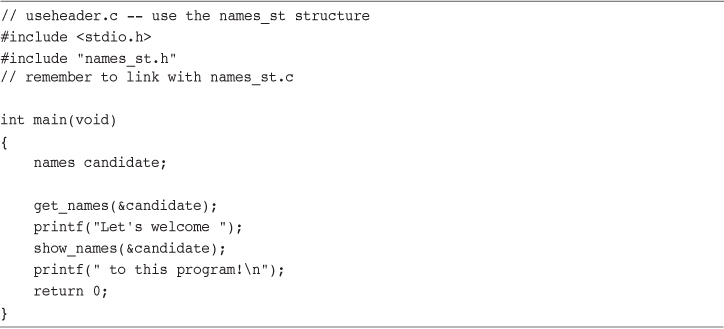 // useheader.c -- use the names_st structure
#include <stdio.h>
#include "names_st.h"
// remember to link with names_st.c
int main(void)
{
    names candidate;
    get_names(&candidate);
    printf("Let's welcome ");
    show_names(&candidate);
    printf(" to this program!\n");
    return 0;
}